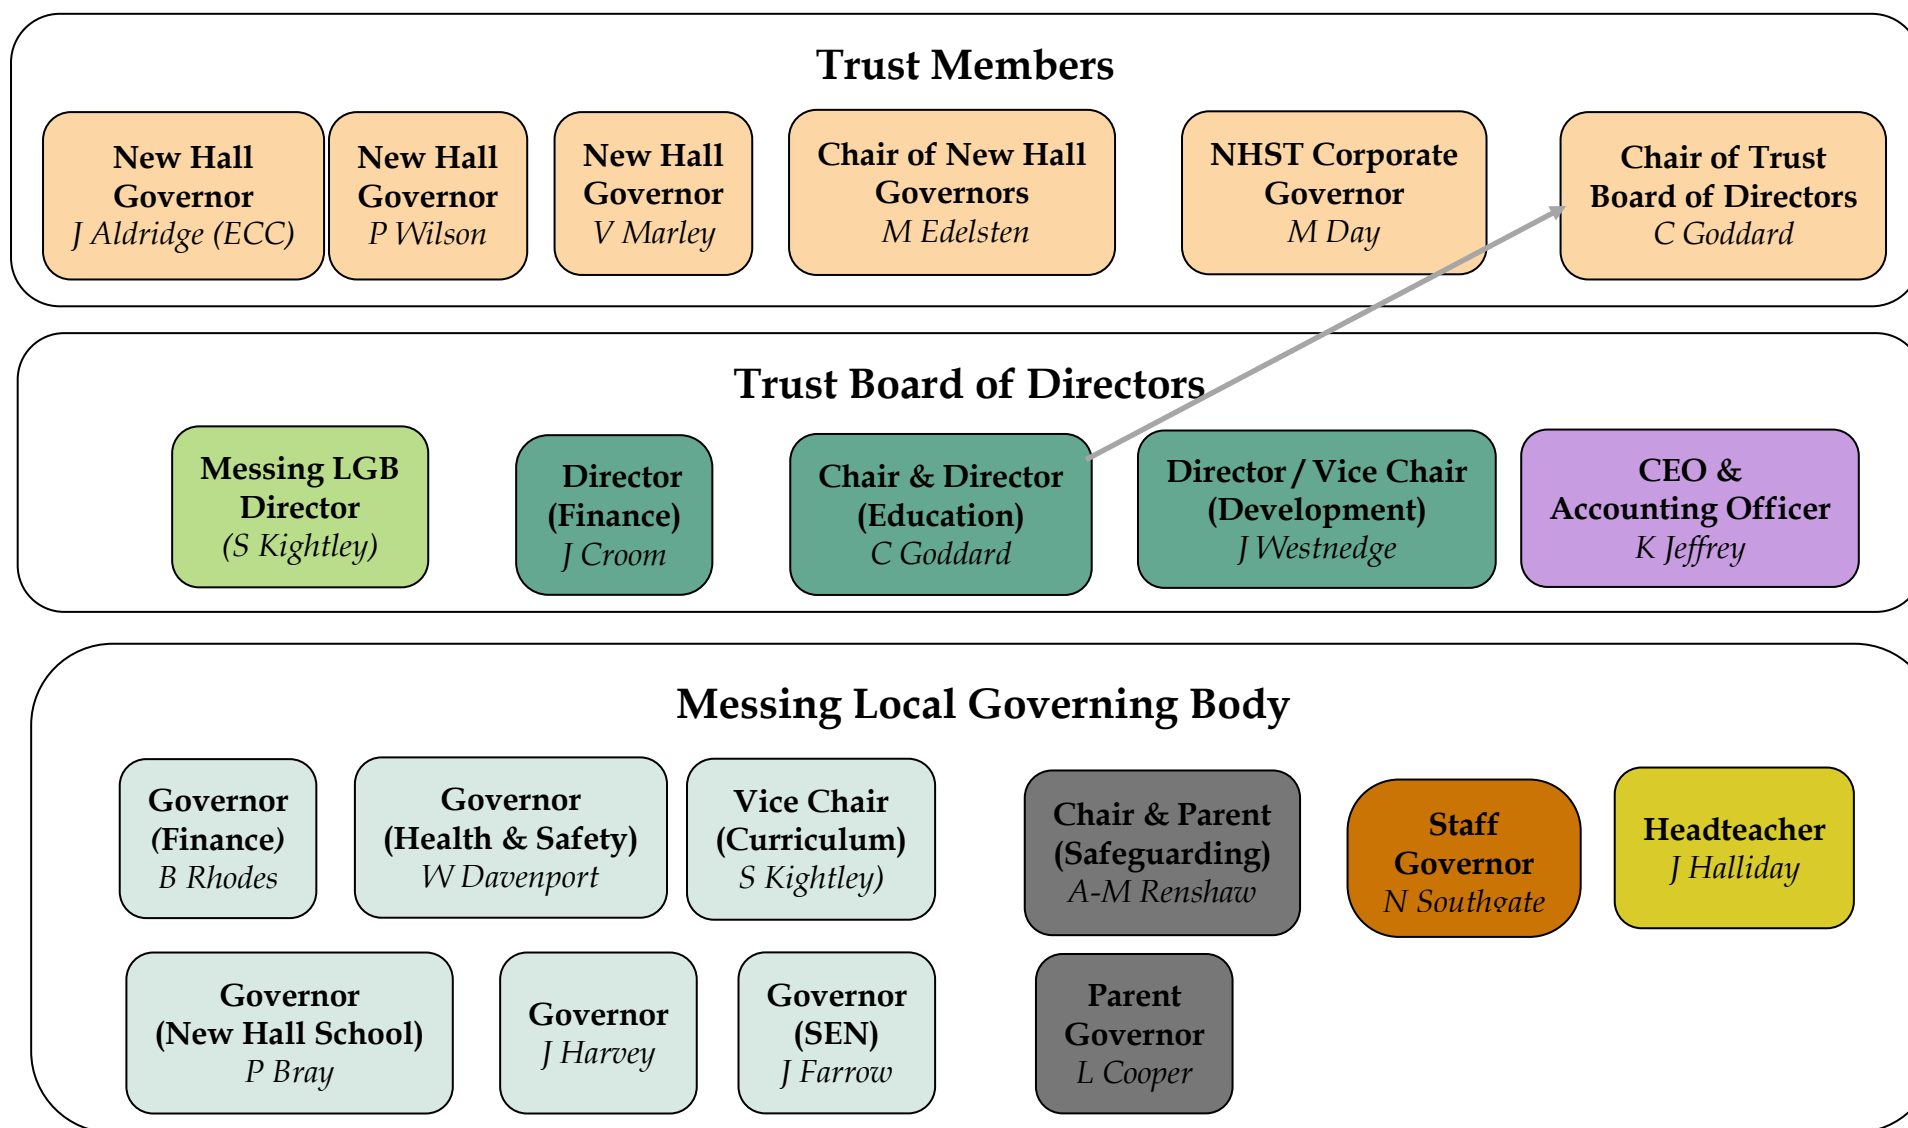 Trust Members
New Hall
Governor
J Aldridge (ECC)
New Hall
Governor
P Wilson
New Hall
Governor
V Marley
Chair of New Hall
Governors
M Edelsten
NHST Corporate
Governor
M Day
Chair of Trust
Board of Directors
C Goddard
Trust Board of Directors
Messing LGB
Director
(S Kightley)
Director
(Finance)
J Croom
Chair & Director
(Education)
C Goddard
Director / Vice Chair
(Development)
J Westnedge
CEO &
Accounting Officer
K Jeffrey
Messing Local Governing Body
Governor
(Finance)
B Rhodes
Governor
(Health & Safety)
W Davenport
Vice Chair
(Curriculum)
S Kightley)
Chair & Parent
(Safeguarding)
A-M Renshaw
Staff
Governor
N Southgate
Headteacher
J Halliday
Governor
(New Hall School)
P Bray
Governor
J Harvey
Governor
(SEN)
J Farrow
Parent
Governor
L Cooper